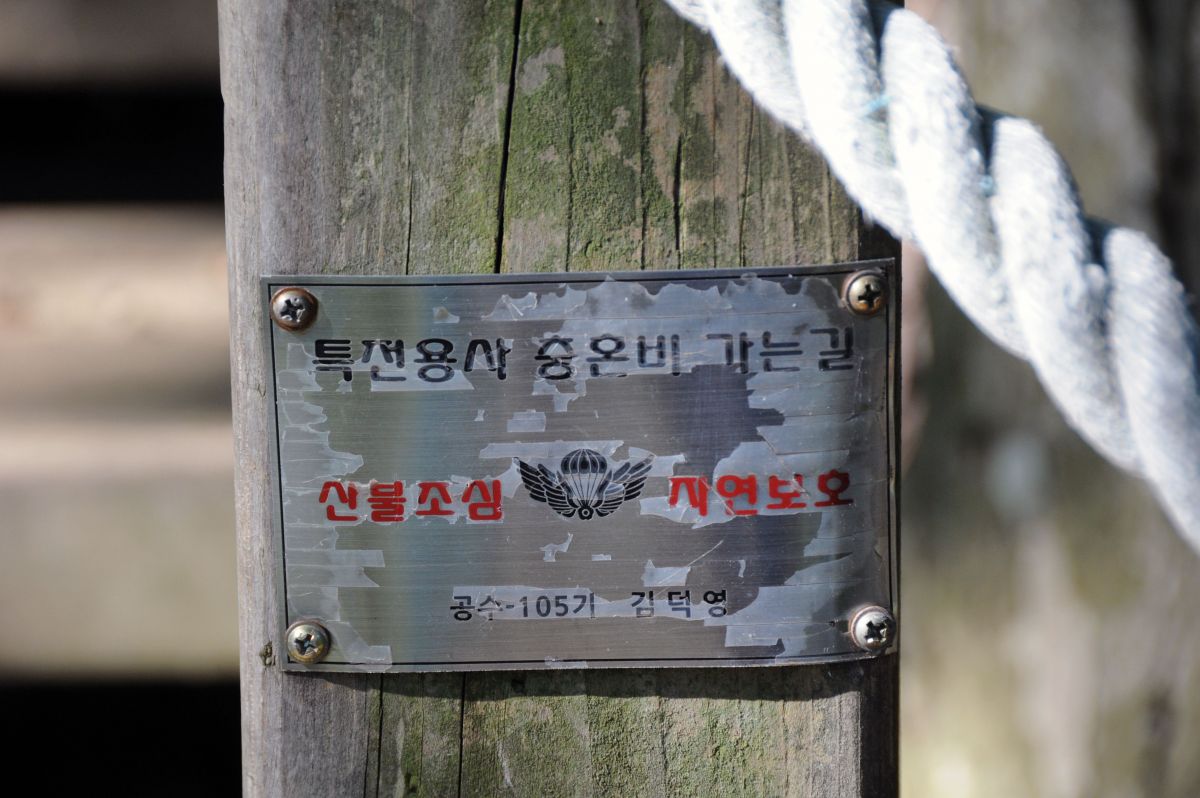 특전용사 충온비 가는길
산불조심 자연보호
공수-105기 김덕영